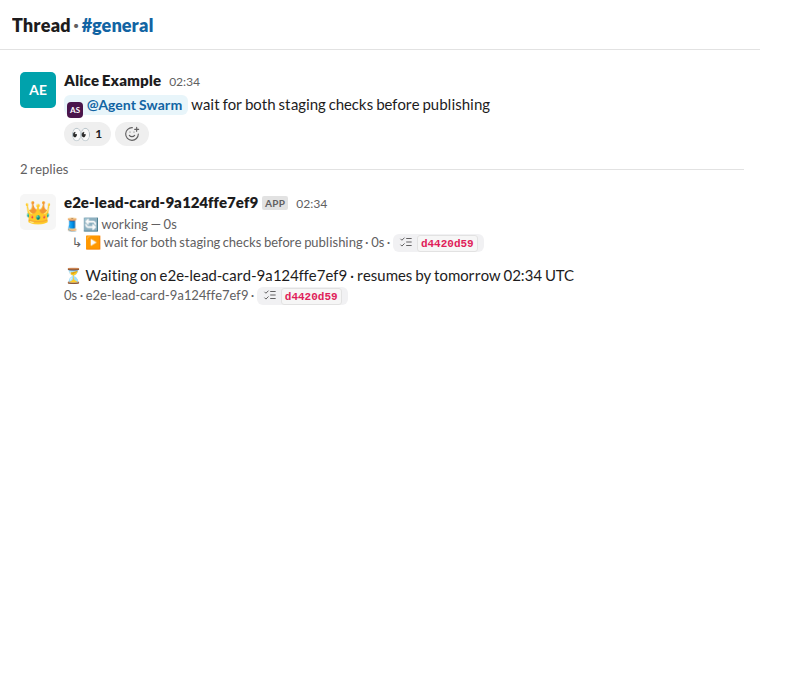 Thread · #general
AE
Alice Example 02:34
AS @Agent Swarm wait for both staging checks before publishing
👀 1
2 replies
e2e-lead-card-9a124ffe7ef9 APP 02:34
🧵 🔄 working — 0s
↳ ▶️ wait for both staging checks before publishing · 0s · d4420d59
⏳ Waiting on e2e-lead-card-9a124ffe7ef9 · resumes by tomorrow 02:34 UTC
0s · e2e-lead-card-9a124ffe7ef9 · d4420d59